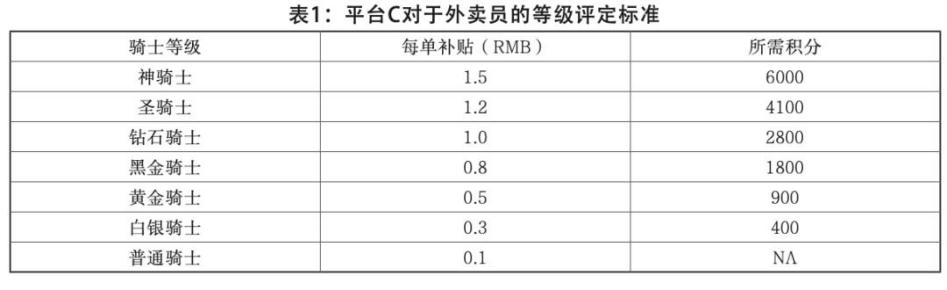 表1：平台C对于外卖员的等级评定标准
骑士等级 每单补贴（RMB） 所需积分
神骑士 1.5 6000
圣骑士 1.2 4100
钻石骑士 1.0 2800
黑金骑士 0.8 1800
黄金骑士 0.5 900
白银骑士 0.3 400
普通骑士 0.1 NA